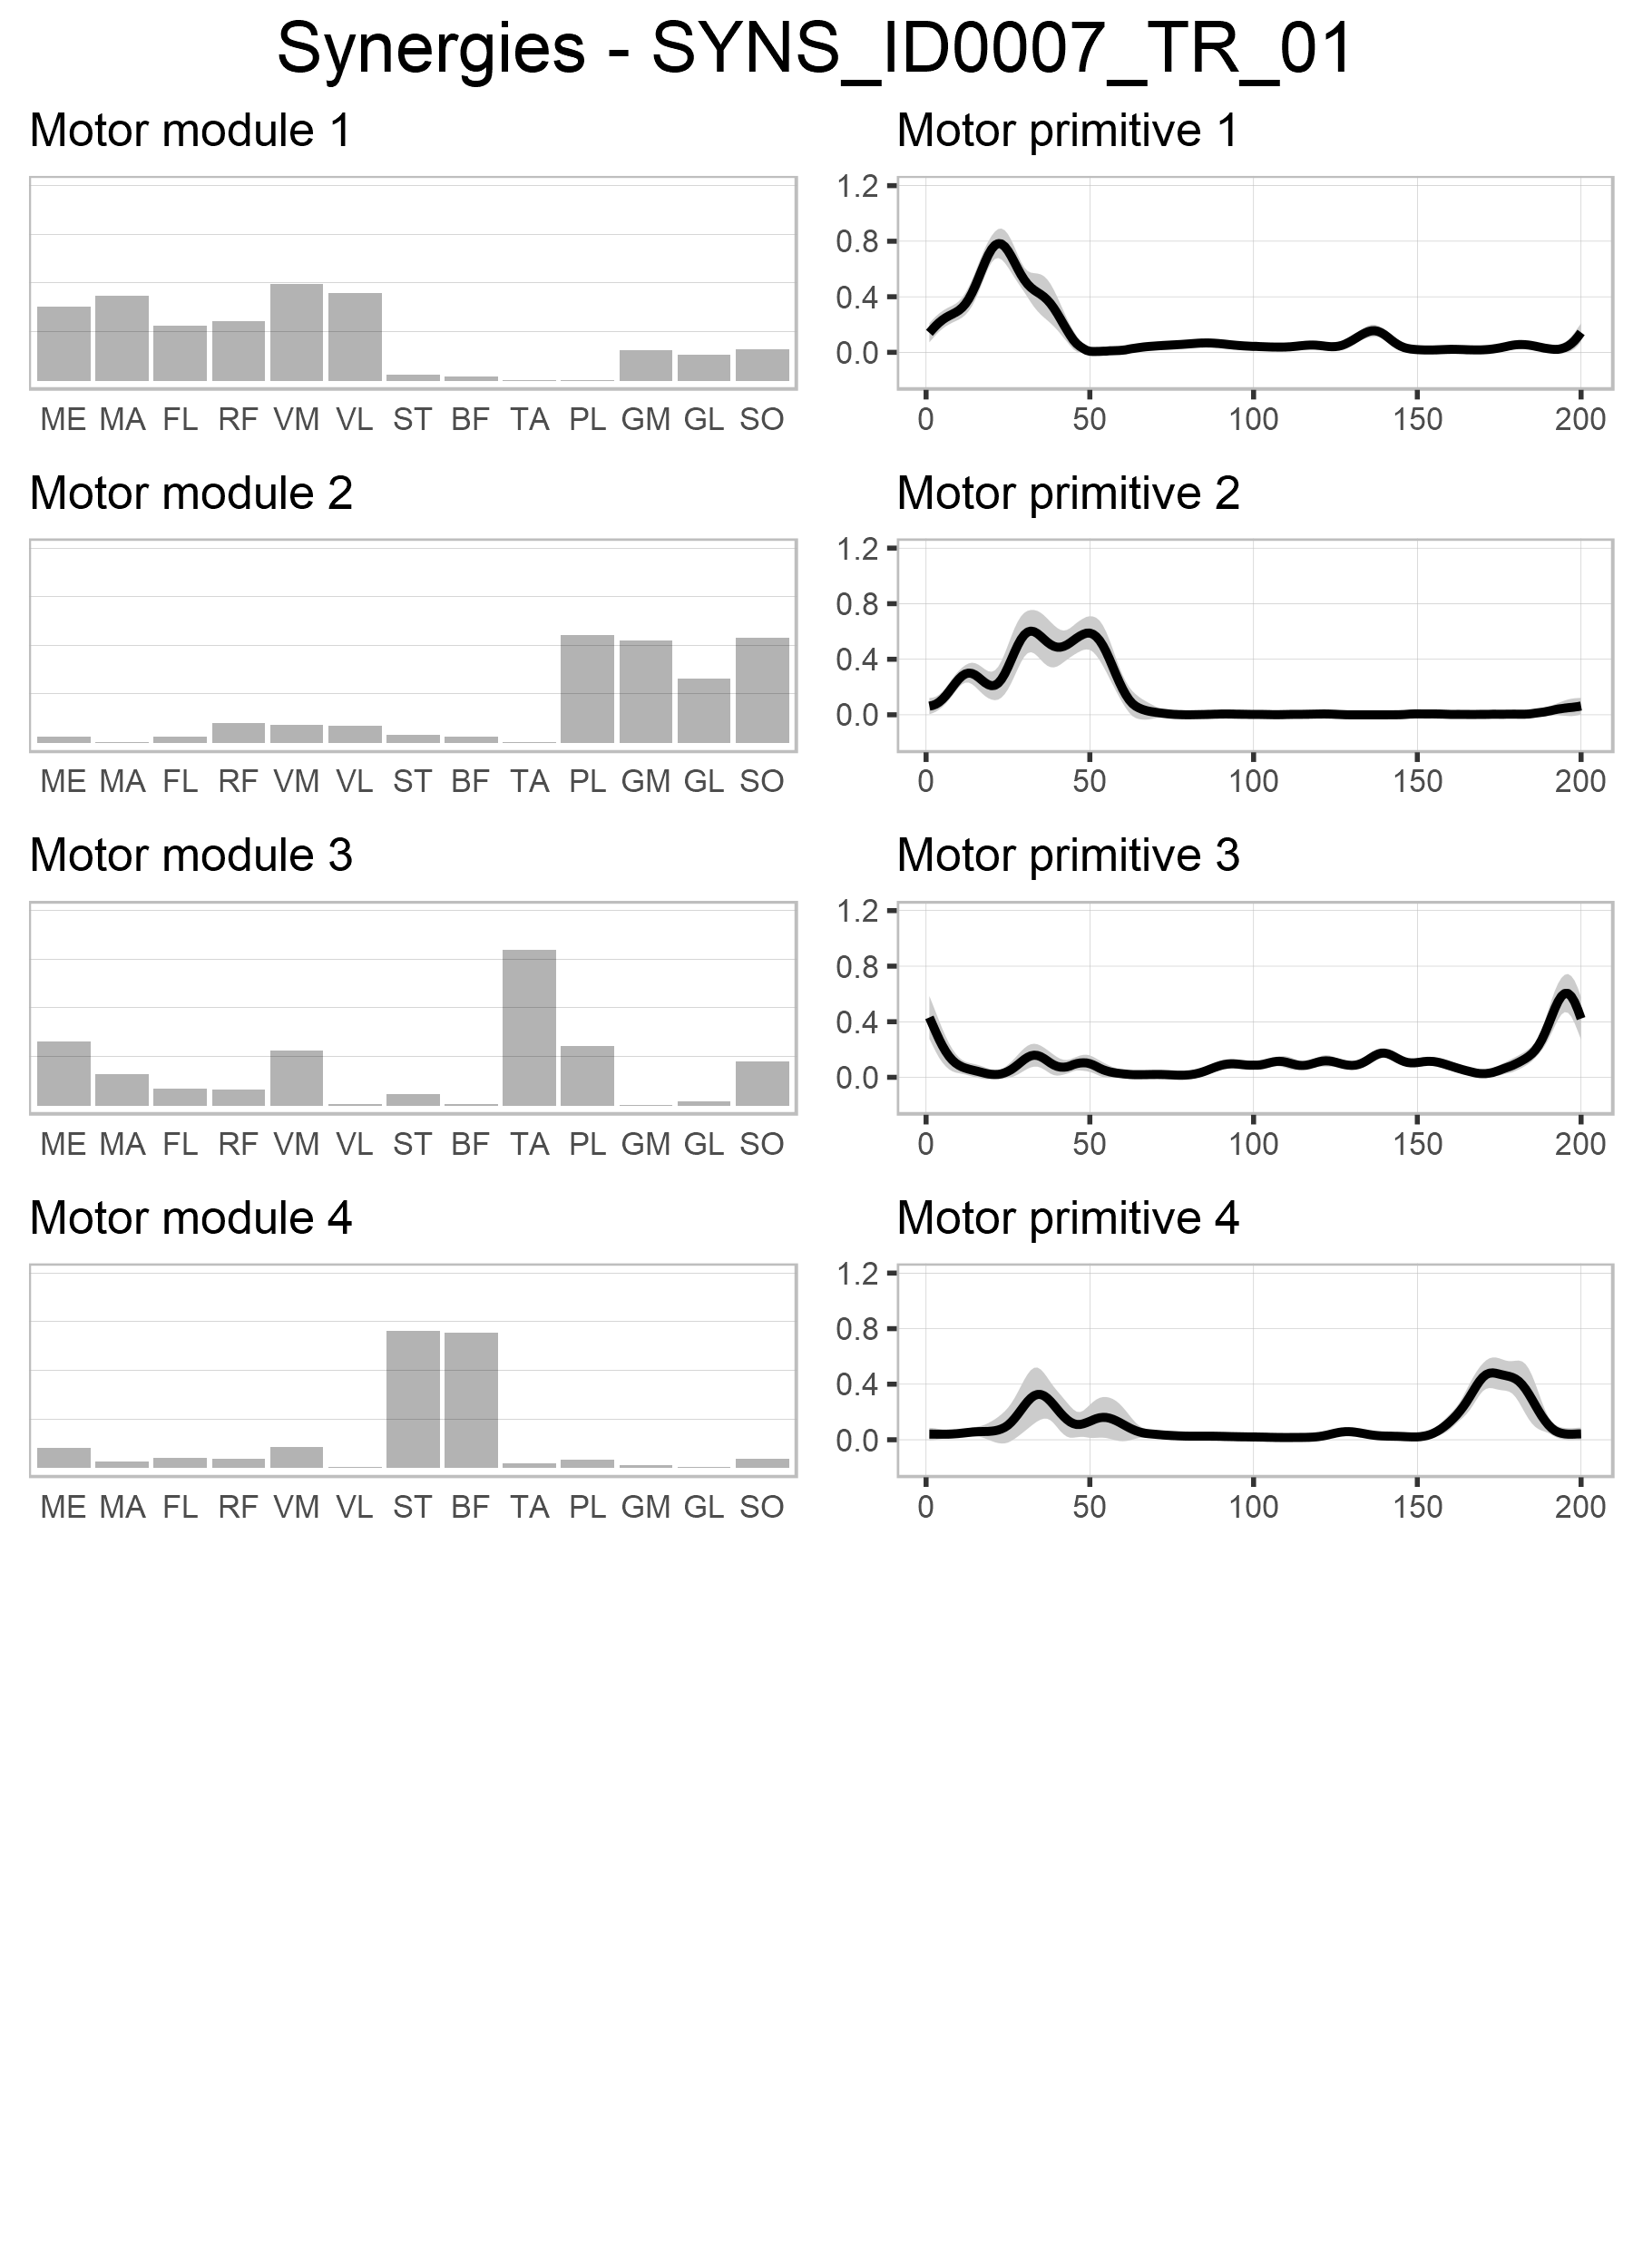 Synergies - SYNS_ID0007_TR_01
Motor module 1
Motor primitive 1
1.2
0.8
0.4
0.0
ME MA FL RF VM VL ST BF TA PL GM GL SO
0 50 100 150 200
Motor module 2
Motor primitive 2
1.2
0.8
0.4
0.0
ME MA FL RF VM VL ST BF TA PL GM GL SO
0 50 100 150 200
Motor module 3
Motor primitive 3
1.2
0.8
0.4
0.0
ME MA FL RF VM VL ST BF TA PL GM GL SO
0 50 100 150 200
Motor module 4
Motor primitive 4
1.2
0.8
0.4
0.0
ME MA FL RF VM VL ST BF TA PL GM GL SO
0 50 100 150 200